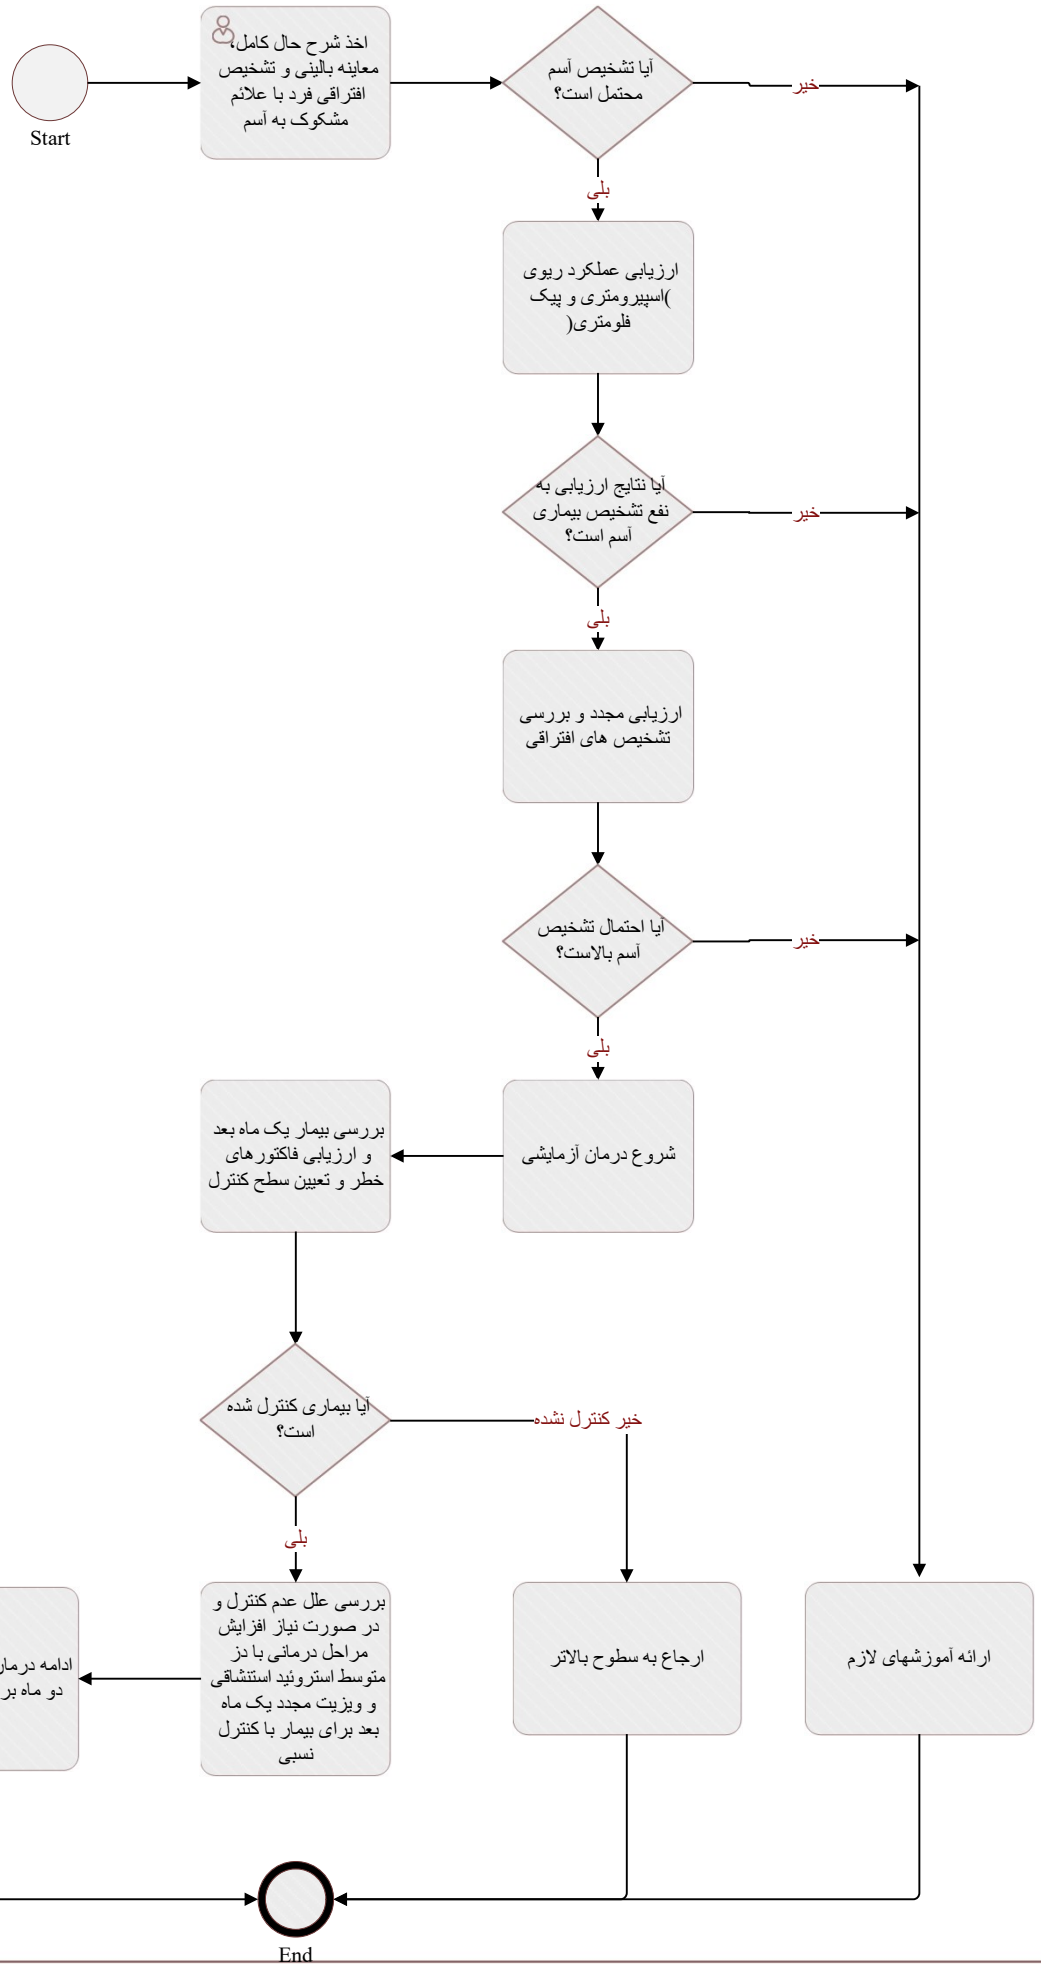 اخذ شرح حال کامل،
معاینه بالینی و تشخیص
افتراقی فرد با علائم
مشکوک به آسم
Start
آیا تشخیص آسم
محتمل است؟
خیر
بلی
ارزیابی عملکرد ریوی
)اسپیرومتری و پیک
فلومتری(
آیا نتایج ارزیابی به
نفع تشخیص بیماری
آسم است؟
خیر
بلی
ارزیابی مجدد و بررسی
تشخیص های افتراقی
آیا احتمال تشخیص
آسم بالاست؟
خیر
بلی
شروع درمان آزمایشی
بررسی بیمار یک ماه بعد
و ارزیابی فاکتورهای
خطر و تعیین سطح کنترل
آیا بیماری کنترل شده
است؟
خیر کنترل نشده
بلی
بررسی علل عدم کنترل و
در صورت نیاز افزایش
مراحل درمانی با دز
متوسط استروئید استنشاقی
و ویزیت مجدد یک ماه
بعد برای بیمار با کنترل
نسبی
ارجاع به سطوح بالاتر
ارائه آموزشهای لازم
ادامه درمان
دو ماه بر
End